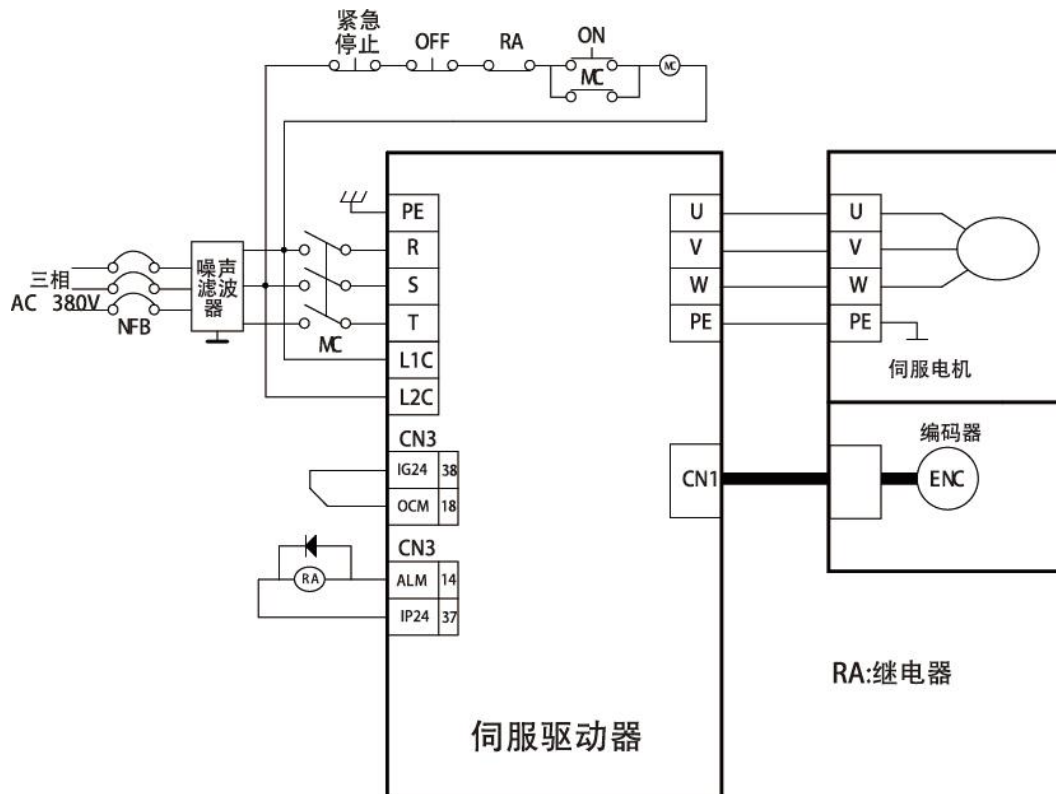 紧急
停止
OFF
RA
ON
MC
MC
PE
R
S
T
L1C
L2C
三相
AC 380V
NFB
噪声
滤波
器
MC
U
V
W
PE
U
V
W
PE
伺服电机
CN3
IG24 38
OCM 18
CN3
RA
ALM 14
IP24 37
CN1
编码器
ENC
RA:继电器
伺服驱动器